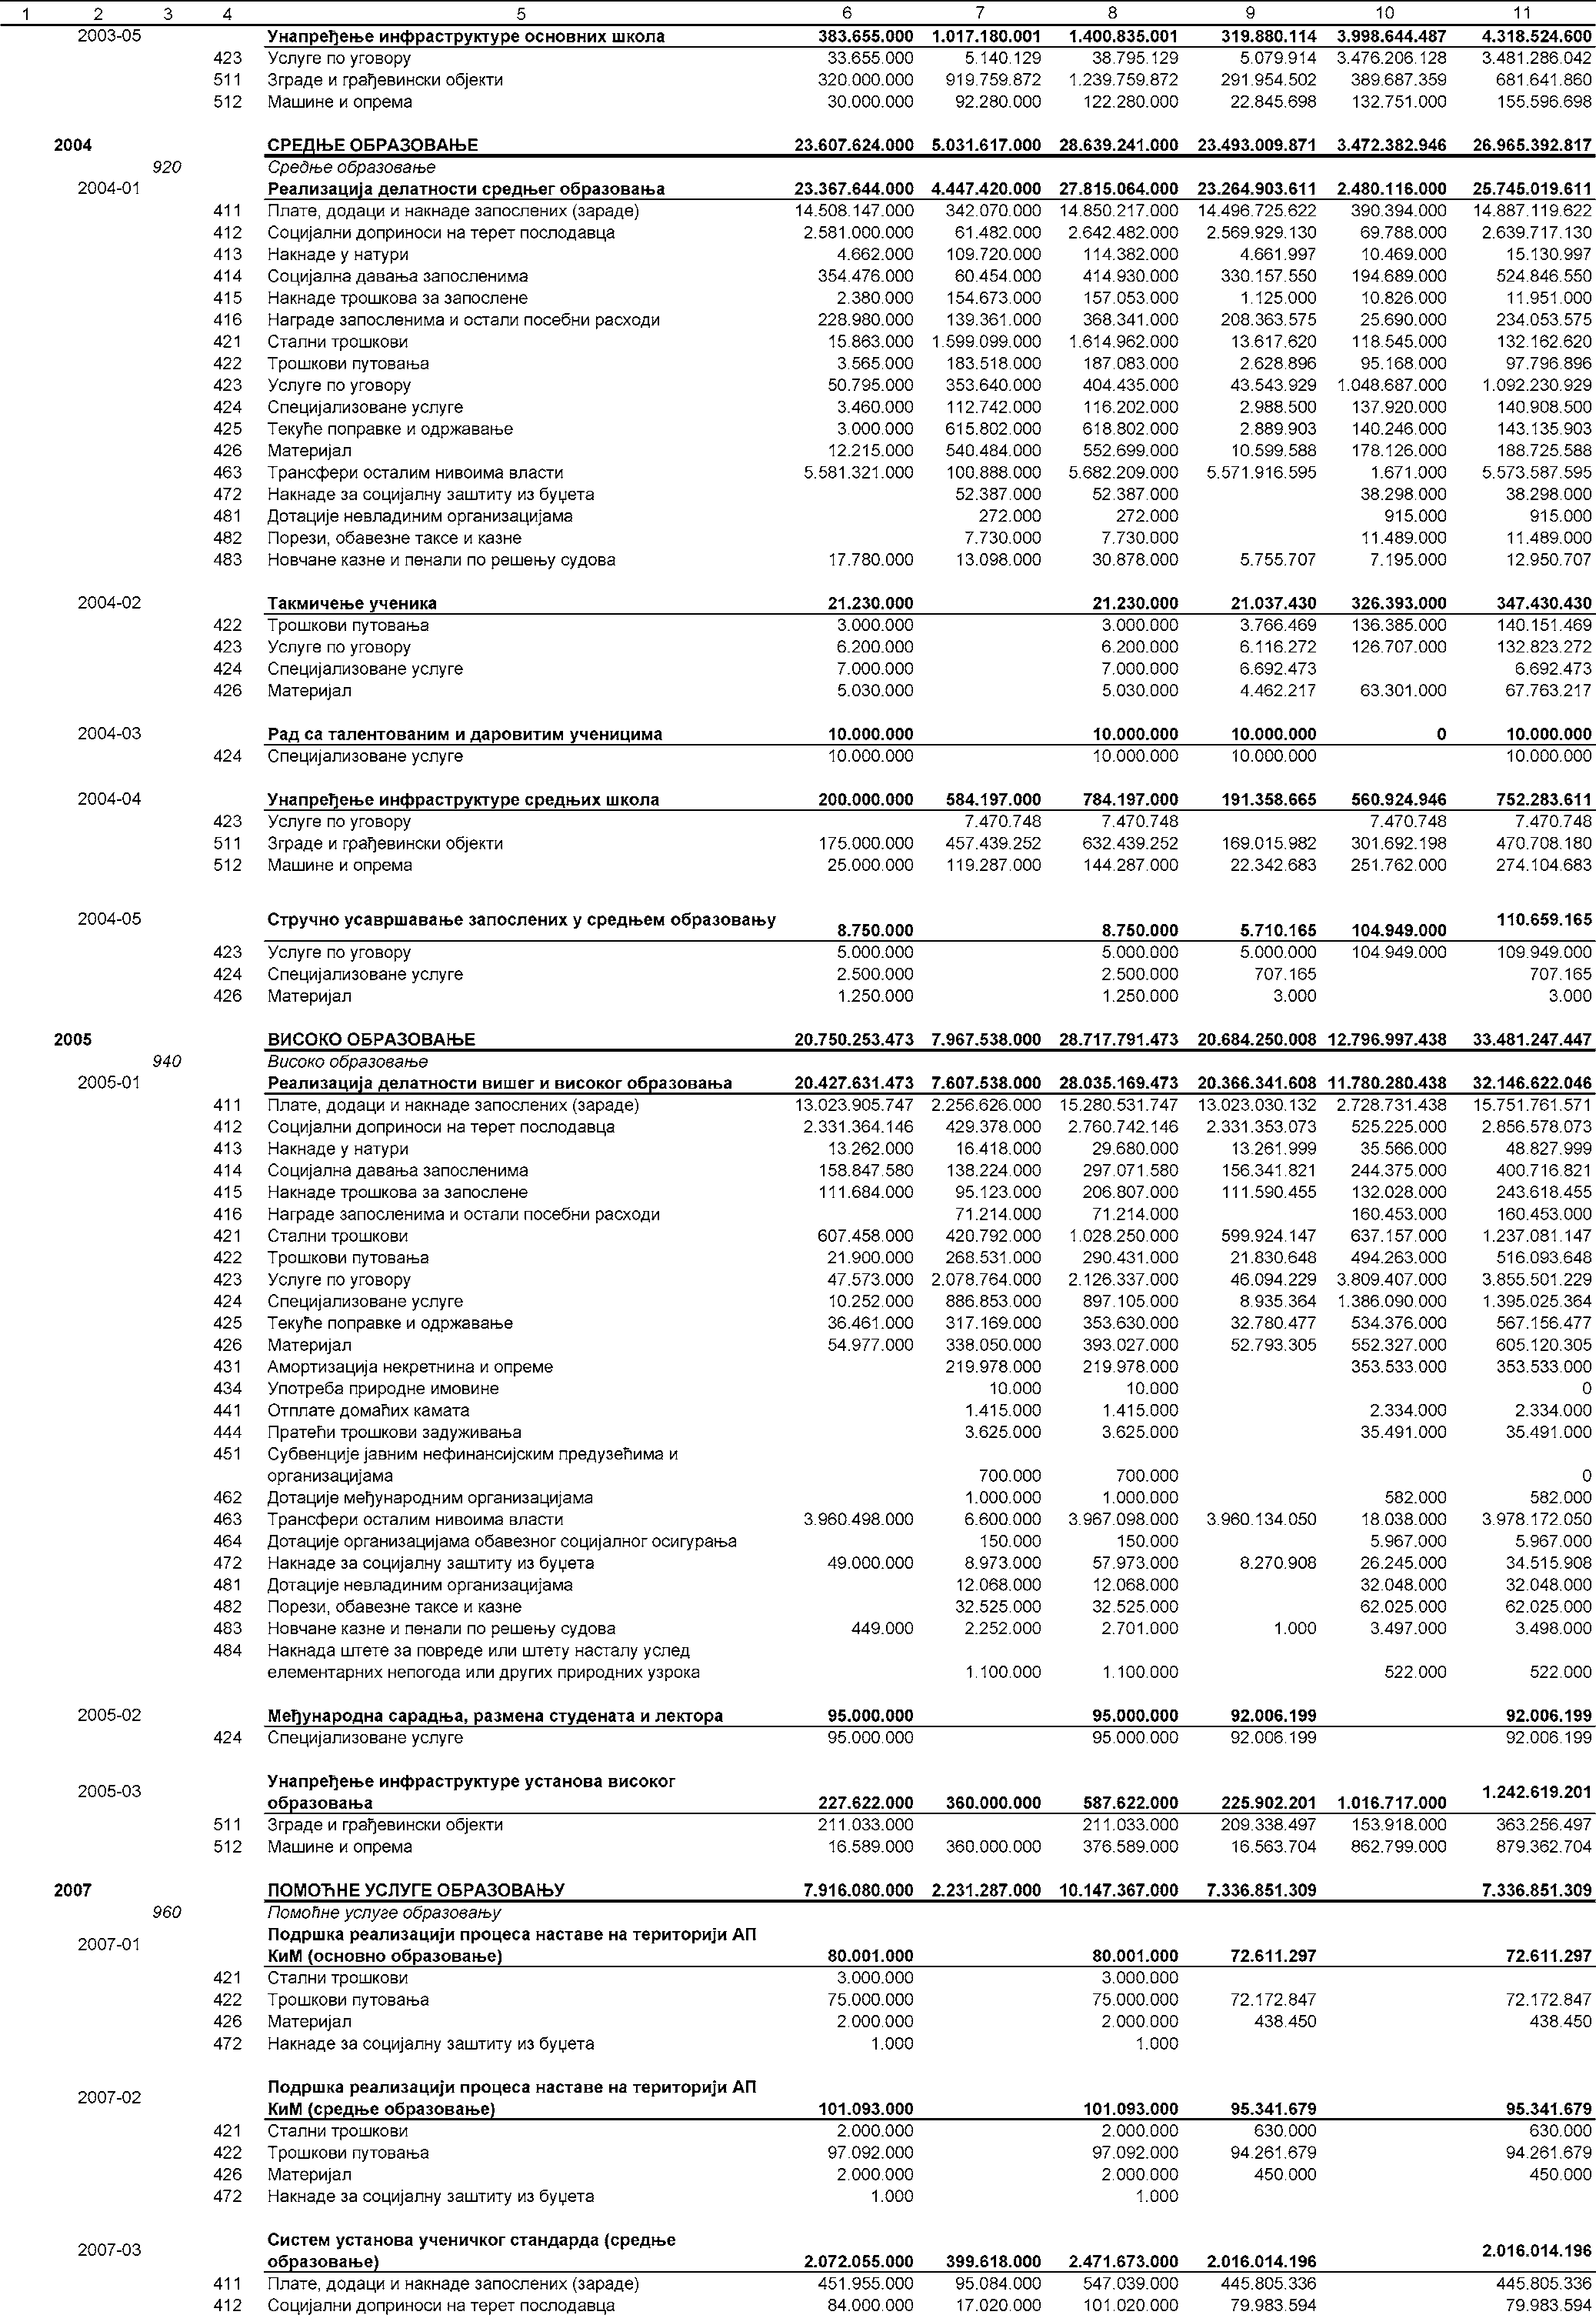 1 2 3 4 5 6 7 8 9 10 11
2003-05 Унапређење инфраструктуре основних школа 383.655.000 1.017.180.001 1.400.835.001 319.880.114 3.998.644.487 4.318.524.600
423 Услуге по уговору 33.655.000 5.140.129 38.795.129 5.079.914 3.476.206.128 3.481.286.042
511 Зграде и грађевински објекти 320.000.000 919.759.872 1.239.759.872 291.954.502 389.687.359 681.641.860
512 Машине и опрема 30.000.000 92.280.000 122.280.000 22.845.698 132.751.000 155.596.698
2004 СРЕДЊЕ ОБРАЗОВАЊЕ 23.607.624.000 5.031.617.000 28.639.241.000 23.493.009.871 3.472.382.946 26.965.392.817
920 Средње образовање
2004-01 Реализација делатности средњег образовања 23.367.644.000 4.447.420.000 27.815.064.000 23.264.903.611 2.480.116.000 25.745.019.611
411 Плате, додаци и накнаде запослених (зараде) 14.508.147.000 342.070.000 14.850.217.000 14.496.725.622 390.394.000 14.887.119.622
412 Социјални доприноси на терет послодавца 2.581.000.000 61.482.000 2.642.482.000 2.569.929.130 69.788.000 2.639.717.130
413 Накнаде у натури 4.662.000 109.720.000 114.382.000 4.661.997 10.469.000 15.130.997
414 Социјална давања запосленима 354.476.000 60.454.000 414.930.000 330.157.550 194.689.000 524.846.550
415 Накнаде трошкова за запослене 2.380.000 154.673.000 157.053.000 1.125.000 10.826.000 11.951.000
416 Награде запосленима и остали посебни расходи 228.980.000 139.361.000 368.341.000 208.363.575 25.690.000 234.053.575
421 Стални трошкови 15.863.000 1.599.099.000 1.614.962.000 13.617.620 118.545.000 132.162.620
422 Трошкови путовања 3.565.000 183.518.000 187.083.000 2.628.896 95.168.000 97.796.896
423 Услуге по уговору 50.795.000 353.640.000 404.435.000 43.543.929 1.048.687.000 1.092.230.929
424 Специјализоване услуге 3.460.000 112.742.000 116.202.000 2.988.500 137.920.000 140.908.500
425 Текуће поправке и одржавање 3.000.000 615.802.000 618.802.000 2.889.903 140.246.000 143.135.903
426 Материјал 12.215.000 540.484.000 552.699.000 10.599.588 178.126.000 188.725.588
463 Трансфери осталим нивоима власти 5.581.321.000 100.888.000 5.682.209.000 5.571.916.595 1.671.000 5.573.587.595
472 Накнаде за социјалну заштиту из буџета 52.387.000 52.387.000 38.298.000 38.298.000
481 Дотације невладиним организацијама 272.000 272.000 915.000 915.000
482 Порези, обавезне таксе и казне 7.730.000 7.730.000 11.489.000 11.489.000
483 Новчане казне и пенали по решењу судова 17.780.000 13.098.000 30.878.000 5.755.707 7.195.000 12.950.707
2004-02 Такмичење ученика 21.230.000 21.230.000 21.037.430 326.393.000 347.430.430
422 Трошкови путовања 3.000.000 3.000.000 3.766.469 136.385.000 140.151.469
423 Услуге по уговору 6.200.000 6.200.000 6.116.272 126.707.000 132.823.272
424 Специјализоване услуге 7.000.000 7.000.000 6.692.473 6.692.473
426 Материјал 5.030.000 5.030.000 4.462.217 63.301.000 67.763.217
2004-03 Рад са талентованим и даровитим ученицима 10.000.000 10.000.000 10.000.000 0 10.000.000
424 Специјализоване услуге 10.000.000 10.000.000 10.000.000 10.000.000
2004-04 Унапређење инфраструктуре средњих школа 200.000.000 584.197.000 784.197.000 191.358.665 560.924.946 752.283.611
423 Услуге по уговору 7.470.748 7.470.748 7.470.748 7.470.748
511 Зграде и грађевински објекти 175.000.000 457.439.252 632.439.252 169.015.982 301.692.198 470.708.180
512 Машине и опрема 25.000.000 119.287.000 144.287.000 22.342.683 251.762.000 274.104.683
2004-05 Стручно усавршавање запослених у средњем образовању 8.750.000 8.750.000 5.710.165 104.949.000 110.659.165
423 Услуге по уговору 5.000.000 5.000.000 5.000.000 104.949.000 109.949.000
424 Специјализоване услуге 2.500.000 2.500.000 707.165 707.165
426 Материјал 1.250.000 1.250.000 3.000 3.000
2005 ВИСОКО ОБРАЗОВАЊЕ 20.750.253.473 7.967.538.000 28.717.791.473 20.684.250.008 12.796.997.438 33.481.247.447
940 Високо образовање
2005-01 Реализација делатности вишег и високог образовања 20.427.631.473 7.607.538.000 28.035.169.473 20.366.341.608 11.780.280.438 32.146.622.046
411 Плате, додаци и накнаде запослених (зараде) 13.023.905.747 2.256.626.000 15.280.531.747 13.023.030.132 2.728.731.438 15.751.761.571
412 Социјални доприноси на терет послодавца 2.331.364.146 429.378.000 2.760.742.146 2.331.353.073 525.225.000 2.856.578.073
413 Накнаде у натури 13.262.000 16.418.000 29.680.000 13.261.999 35.566.000 48.827.999
414 Социјална давања запосленима 158.847.580 138.224.000 297.071.580 156.341.821 244.375.000 400.716.821
415 Накнаде трошкова за запослене 111.684.000 95.123.000 206.807.000 111.590.455 132.028.000 243.618.455
416 Награде запосленима и остали посебни расходи 71.214.000 71.214.000 160.453.000 160.453.000
421 Стални трошкови 607.458.000 420.792.000 1.028.250.000 599.924.147 637.157.000 1.237.081.147
422 Трошкови путовања 21.900.000 268.531.000 290.431.000 21.830.648 494.263.000 516.093.648
423 Услуге по уговору 47.573.000 2.078.764.000 2.126.337.000 46.094.229 3.809.407.000 3.855.501.229
424 Специјализоване услуге 10.252.000 886.853.000 897.105.000 8.935.364 1.386.090.000 1.395.025.364
425 Текуће поправке и одржавање 36.461.000 317.169.000 353.630.000 32.780.477 534.376.000 567.156.477
426 Материјал 54.977.000 338.050.000 393.027.000 52.793.305 552.327.000 605.120.305
431 Амортизација некретнина и опреме 219.978.000 219.978.000 353.533.000 353.533.000
434 Употреба природне имовине 10.000 10.000 0
441 Отплате домаћих камата 1.415.000 1.415.000 2.334.000 2.334.000
444 Пратећи трошкови задуживања 3.625.000 3.625.000 35.491.000 35.491.000
451 Субвенције јавним нефинансијским предузећима и
организацијама 700.000 700.000 0
462 Дотације међународним организацијама 1.000.000 1.000.000 582.000 582.000
463 Трансфери осталим нивоима власти 3.960.498.000 6.600.000 3.967.098.000 3.960.134.050 18.038.000 3.978.172.050
464 Дотације организацијама обавезног социјалног осигурања 150.000 150.000 5.967.000 5.967.000
472 Накнаде за социјалну заштиту из буџета 49.000.000 8.973.000 57.973.000 8.270.908 26.245.000 34.515.908
481 Дотације невладиним организацијама 12.068.000 12.068.000 32.048.000 32.048.000
482 Порези, обавезне таксе и казне 32.525.000 32.525.000 62.025.000 62.025.000
483 Новчане казне и пенали по решењу судова 449.000 2.252.000 2.701.000 1.000 3.497.000 3.498.000
484 Накнада штете за повреде или штету насталу услед
елементарних непогода или других природних узрока 1.100.000 1.100.000 522.000 522.000
2005-02 Међународна сарадња, размена студената и лектора 95.000.000 95.000.000 92.006.199 92.006.199
424 Специјализоване услуге 95.000.000 95.000.000 92.006.199 92.006.199
2005-03 Унапређење инфраструктуре установа високог
образовања 227.622.000 360.000.000 587.622.000 225.902.201 1.016.717.000 1.242.619.201
511 Зграде и грађевински објекти 211.033.000 211.033.000 209.338.497 153.918.000 363.256.497
512 Машине и опрема 16.589.000 360.000.000 376.589.000 16.563.704 862.799.000 879.362.704
2007 ПОМОЋНЕ УСЛУГЕ ОБРАЗОВАЊУ 7.916.080.000 2.231.287.000 10.147.367.000 7.336.851.309 7.336.851.309
960 Помоћне услуге образовању
2007-01 Подршка реализацији процеса наставе на територији АП
КиМ (основно образовање) 80.001.000 80.001.000 72.611.297 72.611.297
421 Стални трошкови 3.000.000 3.000.000
422 Трошкови путовања 75.000.000 75.000.000 72.172.847 72.172.847
426 Материјал 2.000.000 2.000.000 438.450 438.450
472 Накнаде за социјалну заштиту из буџета 1.000 1.000
2007-02 Подршка реализацији процеса наставе на територији АП
КиМ (средње образовање) 101.093.000 101.093.000 95.341.679 95.341.679
421 Стални трошкови 2.000.000 2.000.000 630.000 630.000
422 Трошкови путовања 97.092.000 97.092.000 94.261.679 94.261.679
426 Материјал 2.000.000 2.000.000 450.000 450.000
472 Накнаде за социјалну заштиту из буџета 1.000 1.000
2007-03 Систем установа ученичког стандарда (средње
образовање) 2.072.055.000 399.618.000 2.471.673.000 2.016.014.196 2.016.014.196
411 Плате, додаци и накнаде запослених (зараде) 451.955.000 95.084.000 547.039.000 445.805.336 445.805.336
412 Социјални доприноси на терет послодавца 84.000.000 17.020.000 101.020.000 79.983.594 79.983.594